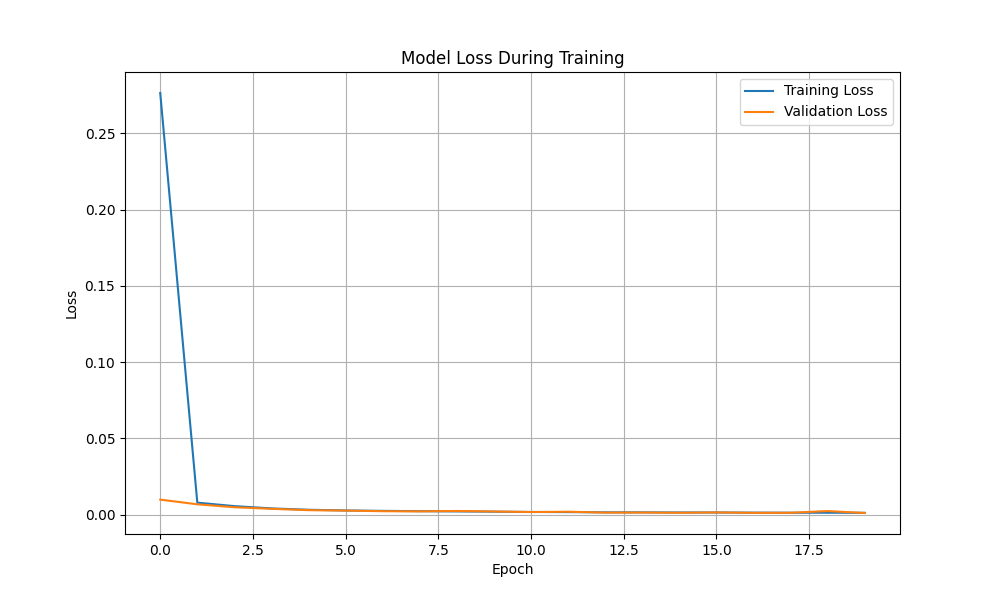 Model Loss During Training
Training Loss
Validation Loss
0.25
0.20
0.15
0.10
0.05
0.00
Loss
0.0 2.5 5.0 7.5 10.0 12.5 15.0 17.5
Epoch